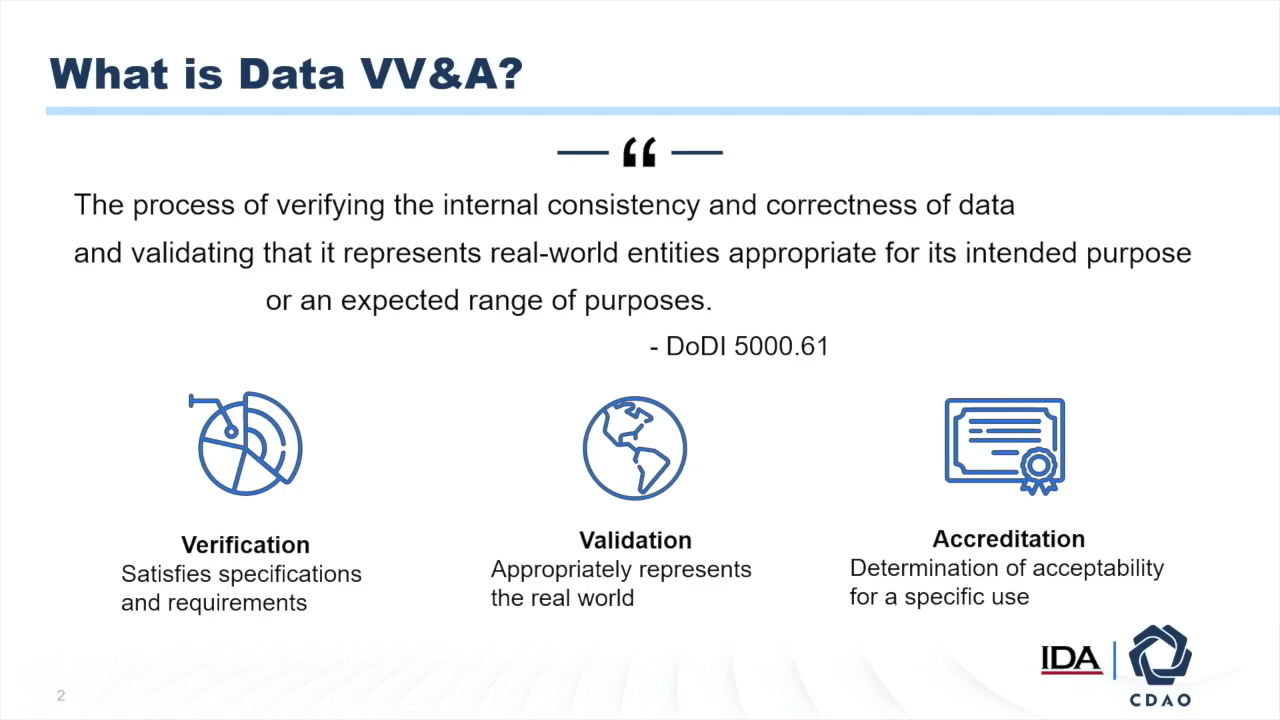 What is Data VV&A?
“
The process of verifying the internal consistency and correctness of data
and validating that it represents real-world entities appropriate for its intended purpose
or an expected range of purposes.
- DoDI 5000.61
Verification
Satisfies specifications
and requirements
Validation
Appropriately represents
the real world
Accreditation
Determination of acceptability
for a specific use
IDA
CDAO
2